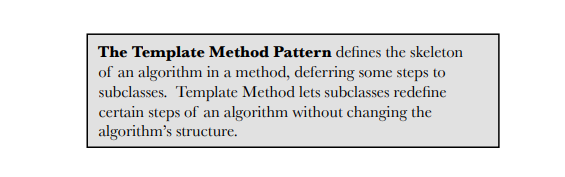 The Template Method Pattern defines the skeleton
of an algorithm in a method, deferring some steps to
subclasses. Template Method lets subclasses redefine
certain steps of an algorithm without changing the
algorithm’s structure.